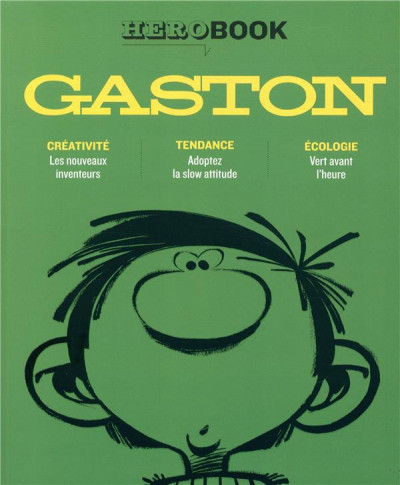 HEROBOOK
GASTON
CRÉATIVITÉ
Les nouveaux
inventeurs
TENDANCE
Adoptez
la slow attitude
ÉCOLOGIE
Vert avant
l'heure